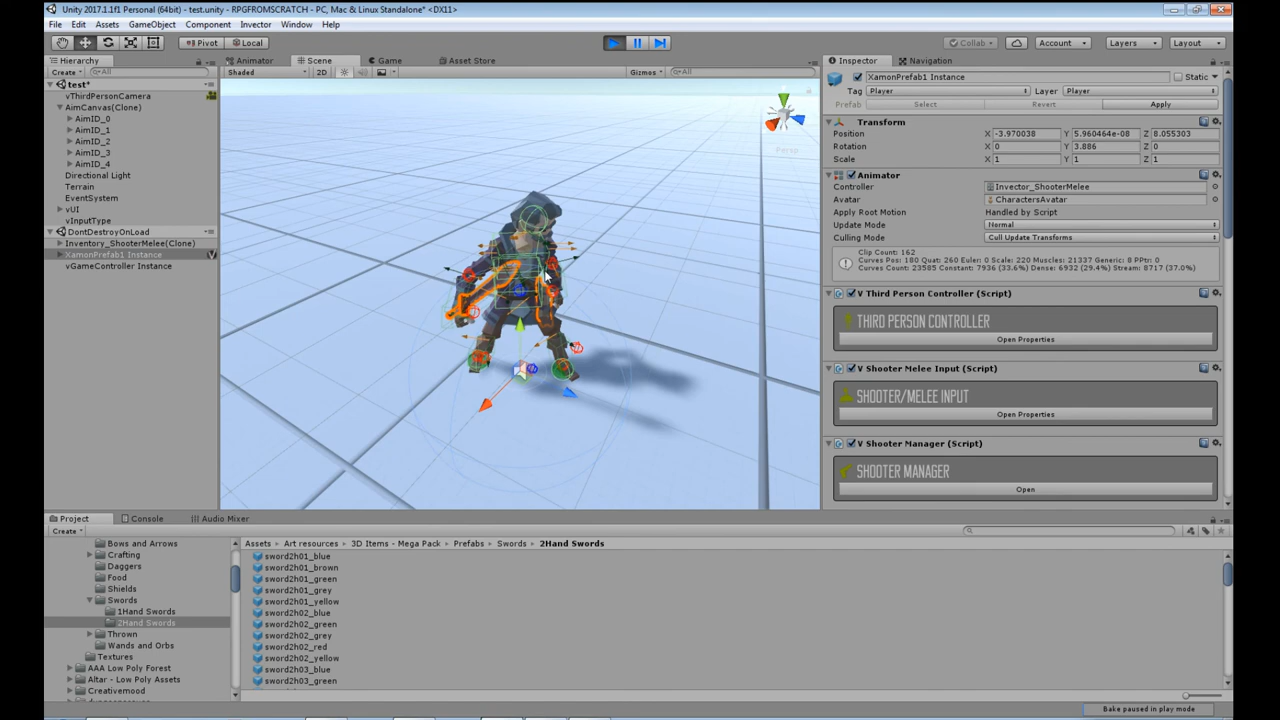 Unity 2017.1.1f1 Personal (64bit) - test.unity - RPGFROMSCRATCH - PC, Mac & Linux Standalone* <DX11>
File Edit Assets GameObject Component Invector Window Help
Pivot Local Collab Account Layers Layout
Hierarchy Animator Scene Game Asset Store Inspector Navigation
Create All Shaded 2D Gizmos All XamonPrefab1 Instance Static
test* Tag Player Layer Player
vThirdPersonCamera Prefab Select Revert Apply
AimCanvas(Clone)
AimID_0
AimID_1
AimID_2
AimID_3
AimID_4
Directional Light
Terrain
EventSystem
vUI
vInputType
DontDestroyOnLoad
Inventory_ShooterMelee(Clone)
XamonPrefab1 Instance
vGameController Instance
Persp
Transform
Position X -3.970038 Y 5.960464e-08 Z 8.055303
Rotation X 0 Y 3.886 Z 0
Scale X 1 Y 1 Z 1
Animator
Controller Invector_ShooterMelee
Avatar CharactersAvatar
Apply Root Motion Handled by Script
Update Mode Normal
Culling Mode Cull Update Transforms
Clip Count: 162
Curves Pos: 180 Quat: 260 Euler: 0 Scale: 220 Muscles: 21337 Generic: 8 PPtr: 0
Curves Count: 23585 Constant: 7936 (33.6%) Dense: 6932 (29.4%) Stream: 8717 (37.0%)
V Third Person Controller (Script)
THIRD PERSON CONTROLLER
Open Properties
V Shooter Melee Input (Script)
SHOOTER/MELEE INPUT
Open Properties
V Shooter Manager (Script)
SHOOTER MANAGER
Open
Project Console Audio Mixer
Create
Bows and Arrows
Crafting
Daggers
Food
Shields
Swords
1Hand Swords
2Hand Swords
Thrown
Wands and Orbs
Textures
AAA Low Poly Forest
Altar - Low Poly Assets
Creativemood
Assets Art resources 3D Items - Mega Pack Prefabs Swords 2Hand Swords
sword2h01_blue
sword2h01_brown
sword2h01_green
sword2h01_grey
sword2h01_yellow
sword2h02_blue
sword2h02_green
sword2h02_grey
sword2h02_red
sword2h02_yellow
sword2h03_blue
sword2h03_green
Bake paused in play mode